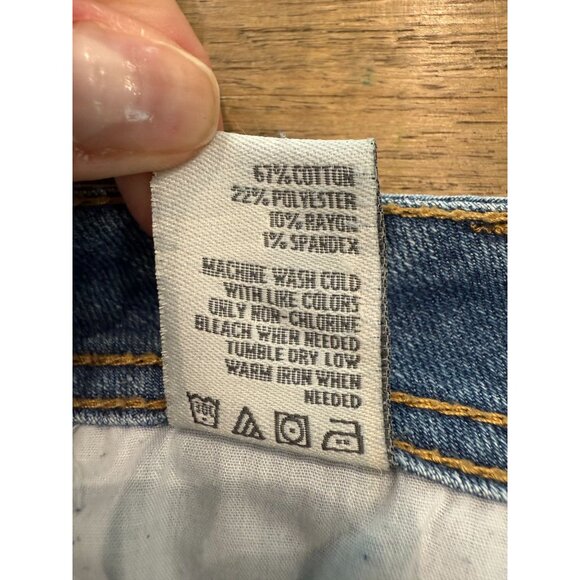 67% COTTON
22% POLYESTER
10% RAYON
1% SPANDEX
MACHINE WASH COLD
WITH LIKE COLORS
ONLY NON-CHLORINE
BLEACH WHEN NEEDED
TUMBLE DRY LOW
WARM IRON WHEN
NEEDED
30C